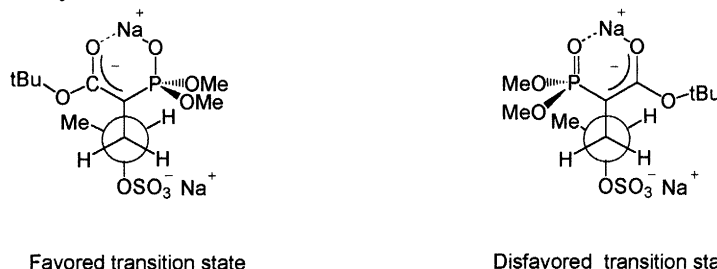 + +
Na Na
O O O O
− −
tBu C P OMe MeO P C
O OMe MeO O tBu
Me H Me H
H H H H
OSO₃⁻ Na⁺ OSO₃⁻ Na⁺
Favored transition state Disfavored transition sta